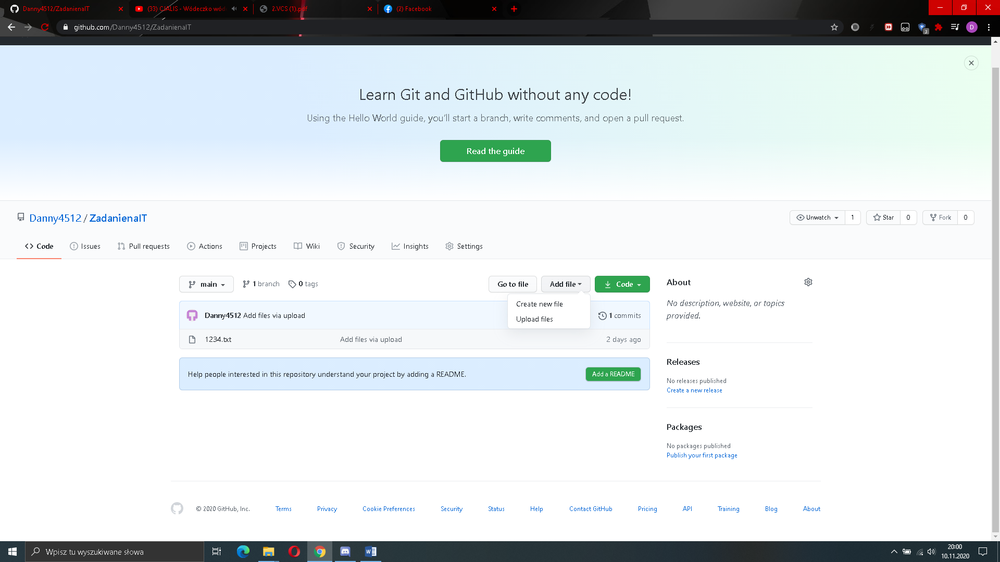 Danny4512/ZadanienaIT
(33) CJALIS - Wódeczko wód
2.VCS (1).pdf
(2) Facebook
github.com/Danny4512/ZadanienaIT
3
D
Learn Git and GitHub without any code!
Using the Hello World guide, you'll start a branch, write comments, and open a pull request.
Read the guide
Danny4512 / ZadanienaIT
Unwatch 1
Star 0
Fork 0
Code
Issues
Pull requests
Actions
Projects
Wiki
Security
Insights
Settings
main
1 branch
0 tags
Go to file
Add file
Code
Create new file
Upload files
Danny4512 Add files via upload
1 commits
1234.txt
Add files via upload
2 days ago
Help people interested in this repository understand your project by adding a README.
Add a README
About
No description, website, or topics
provided.
Releases
No releases published
Create a new release
Packages
No packages published
Publish your first package
© 2020 GitHub, Inc.
Terms
Privacy
Cookie Preferences
Security
Status
Help
Contact GitHub
Pricing
API
Training
Blog
About
Wpisz tu wyszukiwane słowa
20:00
10.11.2020